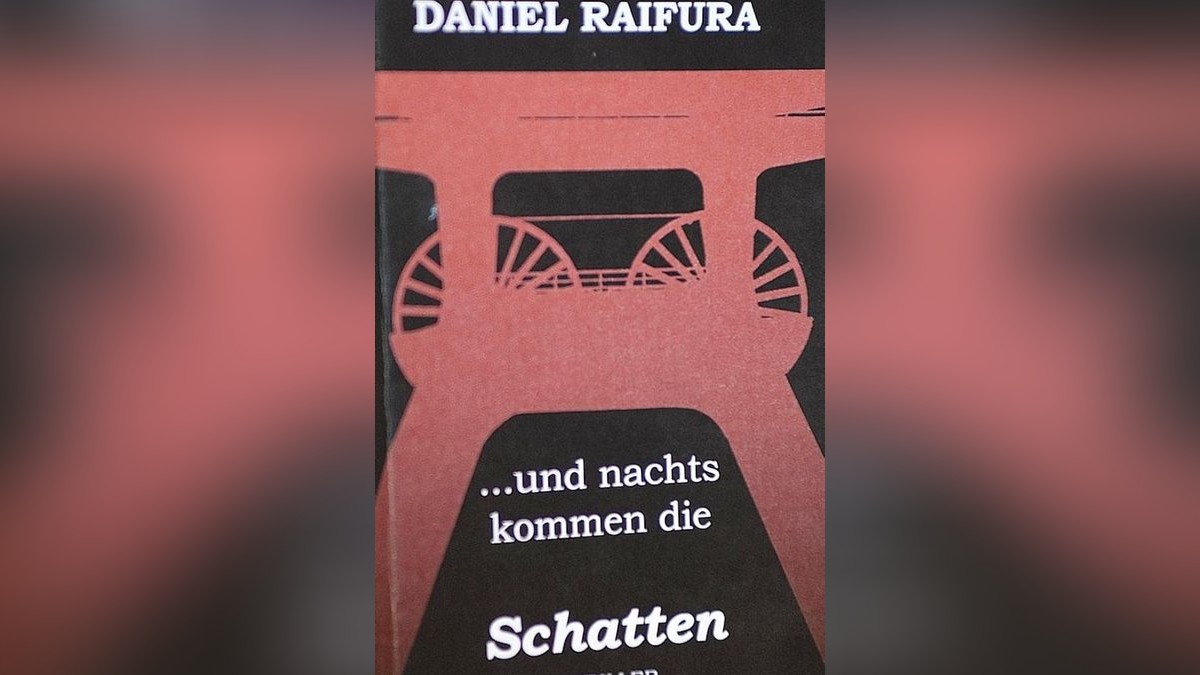 DANIEL RAIFURA
...und nachts
kommen die
Schatten